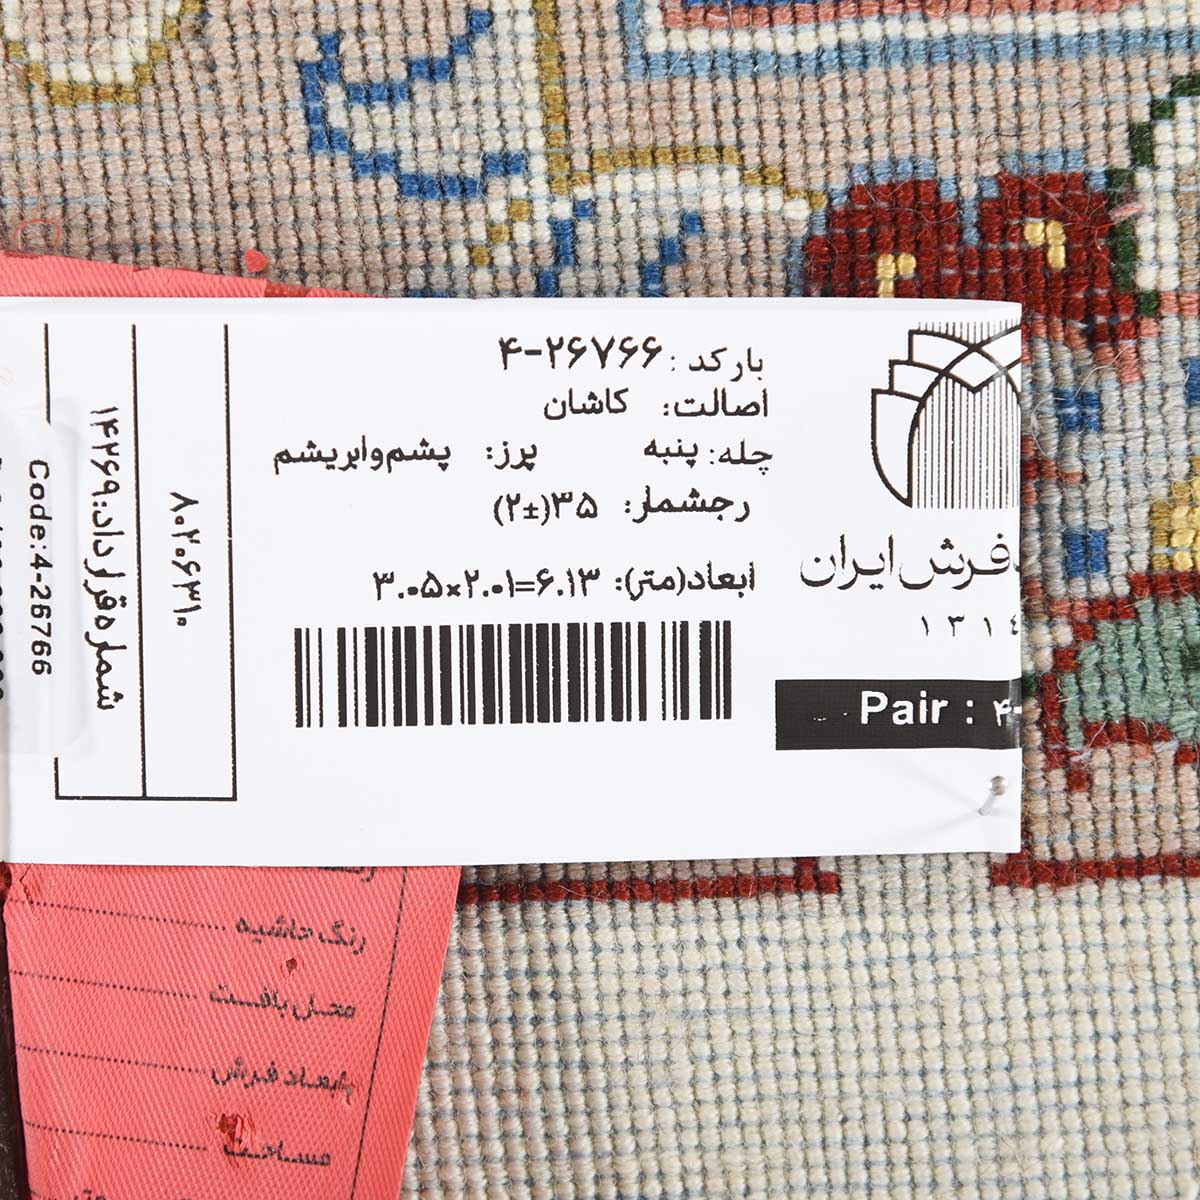 بارکد: ۴-۲۶۷۶۶
اصالت: کاشان
چله: پنبه پرز: پشم‌وابریشم
رجشمار: ۳۵(±۲)
ابعاد(متر): ۳.۰۵×۲.۰۱=۶.۱۳
فرش ایران
۱۳۱٤
Pair : ۴-
۸۰۲۰۶۳۱۰
شماره قرارداد:۱۴۲۶۹
Code:4-26766
رنگ حاشیه
محل بافت
ابعاد فرش
مساحت